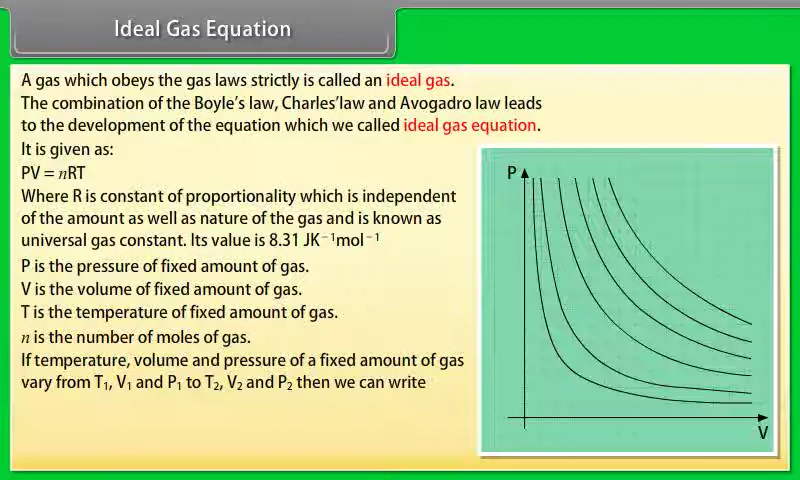 Ideal Gas Equation
A gas which obeys the gas laws strictly is called an ideal gas.
The combination of the Boyle's law, Charles'law and Avogadro law leads
to the development of the equation which we called ideal gas equation.
It is given as:
PV = nRT
Where R is constant of proportionality which is independent
of the amount as well as nature of the gas and is known as
universal gas constant. Its value is 8.31 JK⁻¹mol⁻¹
P is the pressure of fixed amount of gas.
V is the volume of fixed amount of gas.
T is the temperature of fixed amount of gas.
n is the number of moles of gas.
If temperature, volume and pressure of a fixed amount of gas
vary from T₁, V₁ and P₁ to T₂, V₂ and P₂ then we can write
P
V